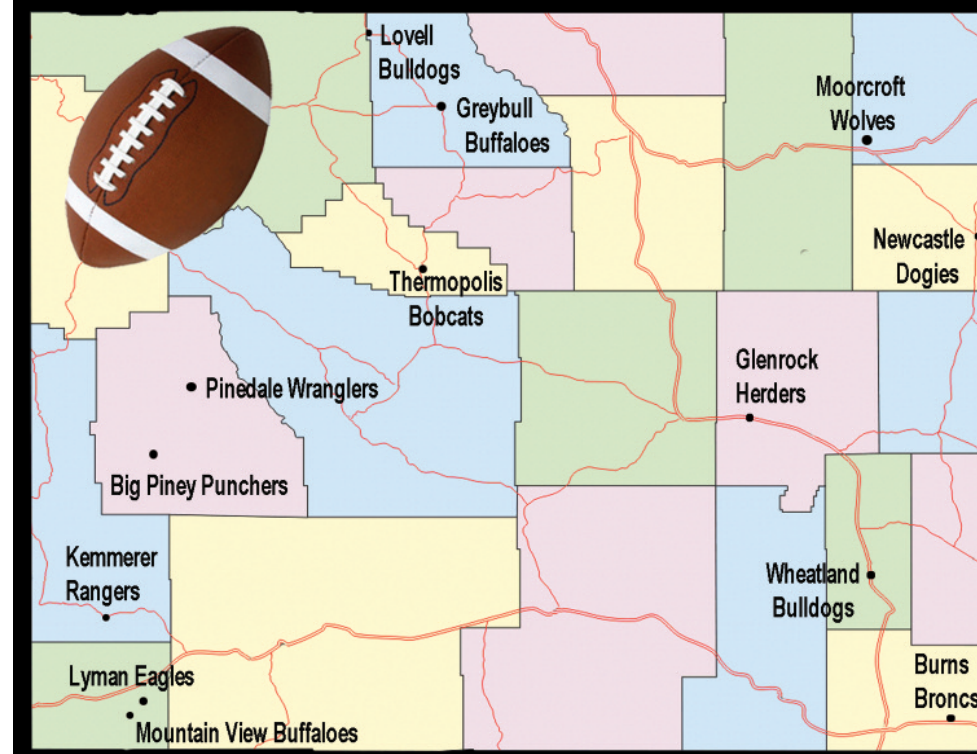 Lovell
Bulldogs
Greybull
Buffaloes
Moorcroft
Wolves
Newcastle
Dogies
Thermopolis
Bobcats
Pinedale Wranglers
Glenrock
Herders
Big Piney Punchers
Kemmerer
Rangers
Wheatland
Bulldogs
Lyman Eagles
Mountain View Buffaloes
Burns
Broncs